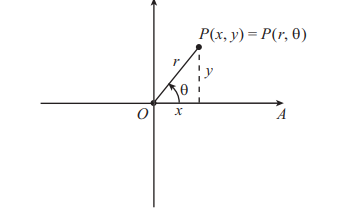 P(x, y) = P(r, θ)
r
y
θ
O
x
A